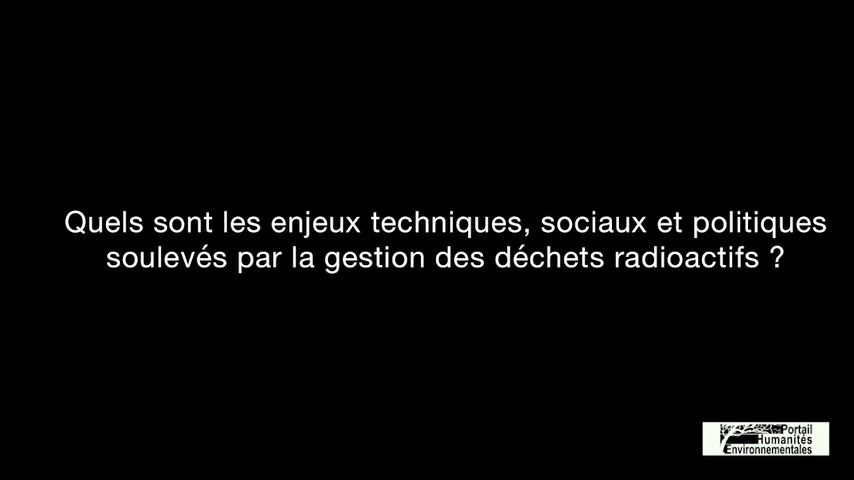 Quels sont les enjeux techniques, sociaux et politiques
soulevés par la gestion des déchets radioactifs ?
Portail
Humanités
Environnementales